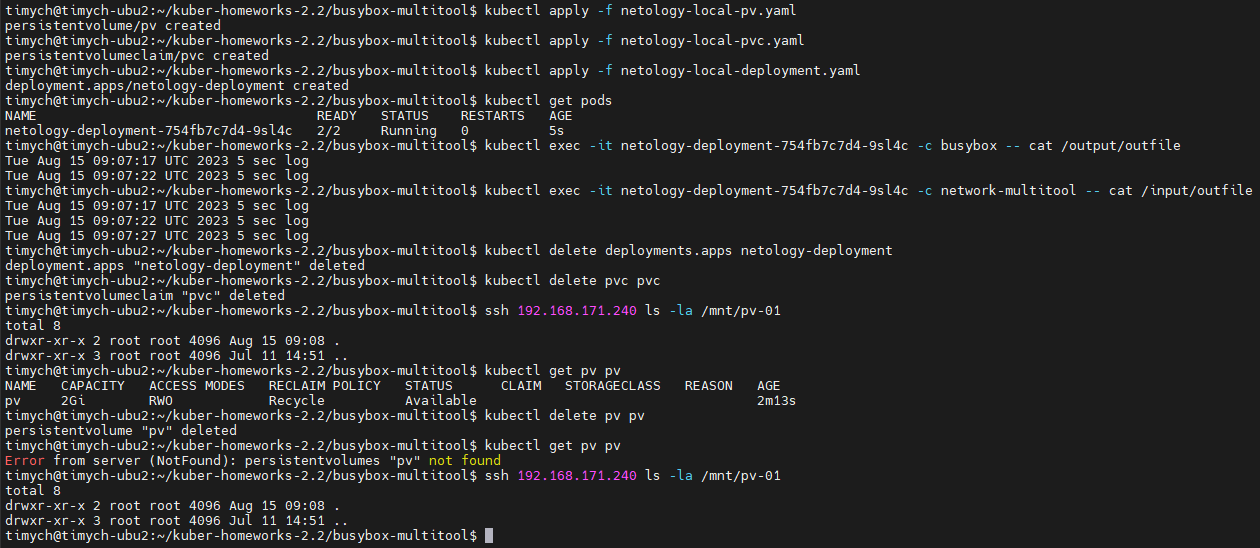 timych@timych-ubu2:~/kuber-homeworks-2.2/busybox-multitool$ kubectl apply -f netology-local-pv.yaml
persistentvolume/pv created
timych@timych-ubu2:~/kuber-homeworks-2.2/busybox-multitool$ kubectl apply -f netology-local-pvc.yaml
persistentvolumeclaim/pvc created
timych@timych-ubu2:~/kuber-homeworks-2.2/busybox-multitool$ kubectl apply -f netology-local-deployment.yaml
deployment.apps/netology-deployment created
timych@timych-ubu2:~/kuber-homeworks-2.2/busybox-multitool$ kubectl get pods
NAME                                   READY   STATUS    RESTARTS   AGE
netology-deployment-754fb7c7d4-9sl4c   2/2     Running   0          5s
timych@timych-ubu2:~/kuber-homeworks-2.2/busybox-multitool$ kubectl exec -it netology-deployment-754fb7c7d4-9sl4c -c busybox -- cat /output/outfile
Tue Aug 15 09:07:17 UTC 2023 5 sec log
Tue Aug 15 09:07:22 UTC 2023 5 sec log
timych@timych-ubu2:~/kuber-homeworks-2.2/busybox-multitool$ kubectl exec -it netology-deployment-754fb7c7d4-9sl4c -c network-multitool -- cat /input/outfile
Tue Aug 15 09:07:17 UTC 2023 5 sec log
Tue Aug 15 09:07:22 UTC 2023 5 sec log
Tue Aug 15 09:07:27 UTC 2023 5 sec log
timych@timych-ubu2:~/kuber-homeworks-2.2/busybox-multitool$ kubectl delete deployments.apps netology-deployment
deployment.apps "netology-deployment" deleted
timych@timych-ubu2:~/kuber-homeworks-2.2/busybox-multitool$ kubectl delete pvc pvc
persistentvolumeclaim "pvc" deleted
timych@timych-ubu2:~/kuber-homeworks-2.2/busybox-multitool$ ssh 192.168.171.240 ls -la /mnt/pv-01
total 8
drwxr-xr-x 2 root root 4096 Aug 15 09:08 .
drwxr-xr-x 3 root root 4096 Jul 11 14:51 ..
timych@timych-ubu2:~/kuber-homeworks-2.2/busybox-multitool$ kubectl get pv pv
NAME   CAPACITY   ACCESS MODES   RECLAIM POLICY   STATUS      CLAIM   STORAGECLASS   REASON   AGE
pv     2Gi        RWO            Recycle          Available                                   2m13s
timych@timych-ubu2:~/kuber-homeworks-2.2/busybox-multitool$ kubectl delete pv pv
persistentvolume "pv" deleted
timych@timych-ubu2:~/kuber-homeworks-2.2/busybox-multitool$ kubectl get pv pv
Error from server (NotFound): persistentvolumes "pv" not found
timych@timych-ubu2:~/kuber-homeworks-2.2/busybox-multitool$ ssh 192.168.171.240 ls -la /mnt/pv-01
total 8
drwxr-xr-x 2 root root 4096 Aug 15 09:08 .
drwxr-xr-x 3 root root 4096 Jul 11 14:51 ..
timych@timych-ubu2:~/kuber-homeworks-2.2/busybox-multitool$